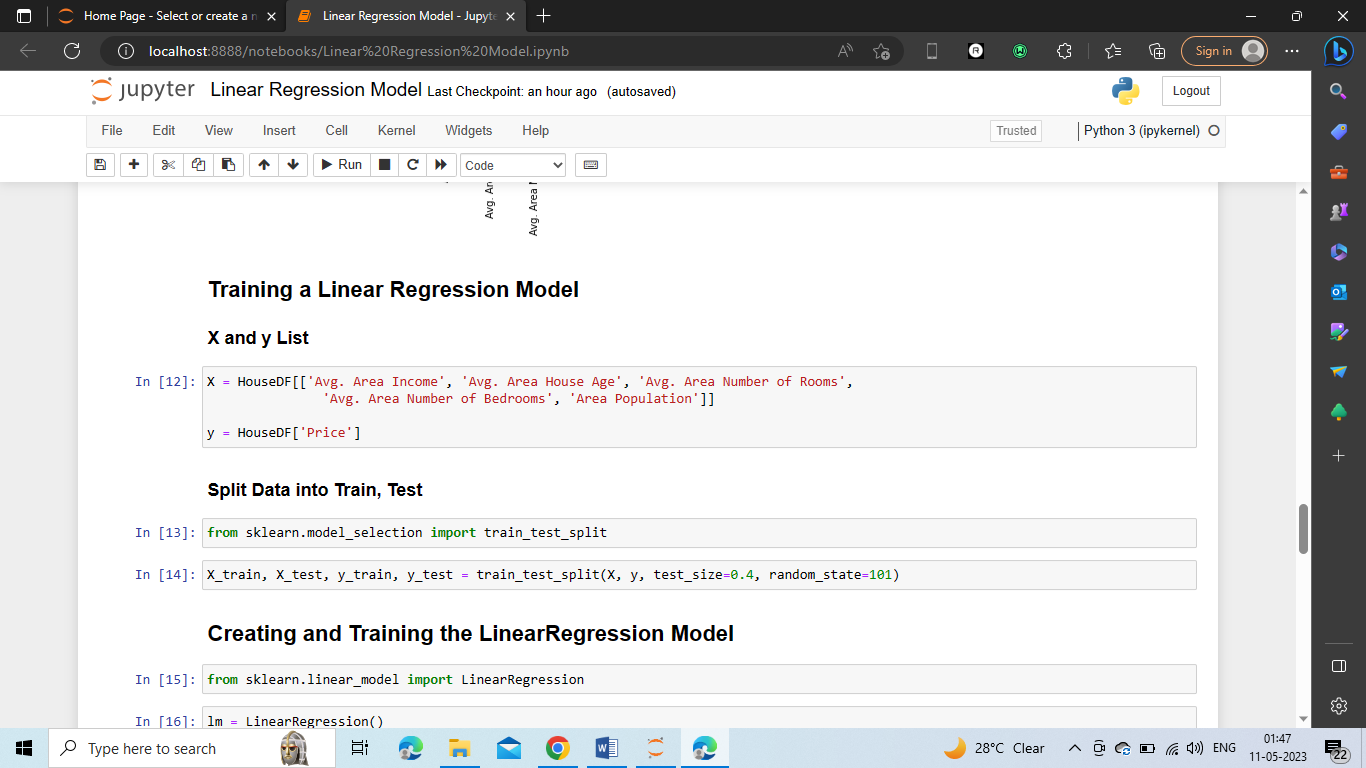 Home Page - Select or create a n
Linear Regression Model - Jupyte
localhost:8888/notebooks/Linear%20Regression%20Model.ipynb
Sign in
jupyter Linear Regression Model Last Checkpoint: an hour ago (autosaved)
Logout
File Edit View Insert Cell Kernel Widgets Help
Trusted
Python 3 (ipykernel)
Run
Code
Avg. Ar
Avg. Area
Training a Linear Regression Model
X and y List
In [12]: X = HouseDF[['Avg. Area Income', 'Avg. Area House Age', 'Avg. Area Number of Rooms',
'Avg. Area Number of Bedrooms', 'Area Population']]
y = HouseDF['Price']
Split Data into Train, Test
In [13]: from sklearn.model_selection import train_test_split
In [14]: X_train, X_test, y_train, y_test = train_test_split(X, y, test_size=0.4, random_state=101)
Creating and Training the LinearRegression Model
In [15]: from sklearn.linear_model import LinearRegression
In [16]: lm = LinearRegression()
Type here to search
28°C Clear
ENG
01:47
11-05-2023
22